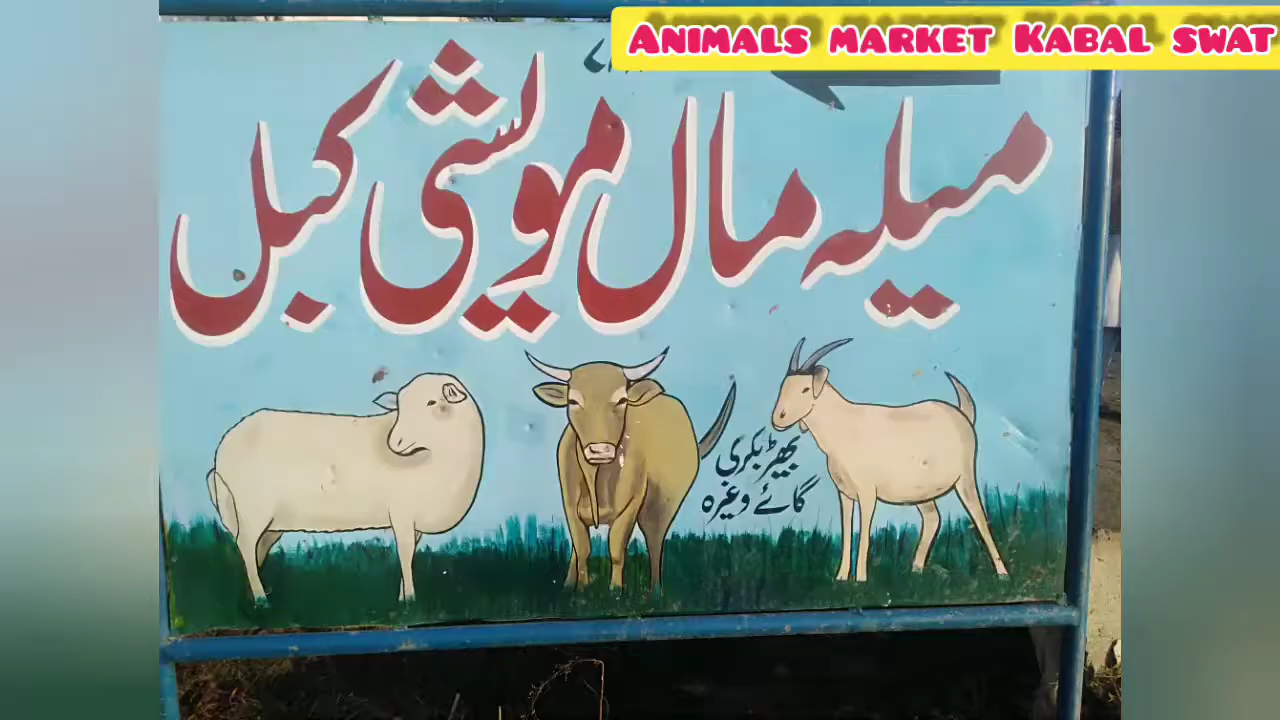 Animals market Kabal swat
میلہ مال مویشی کبل
بھیڑ بکری
گائے وغیرہ